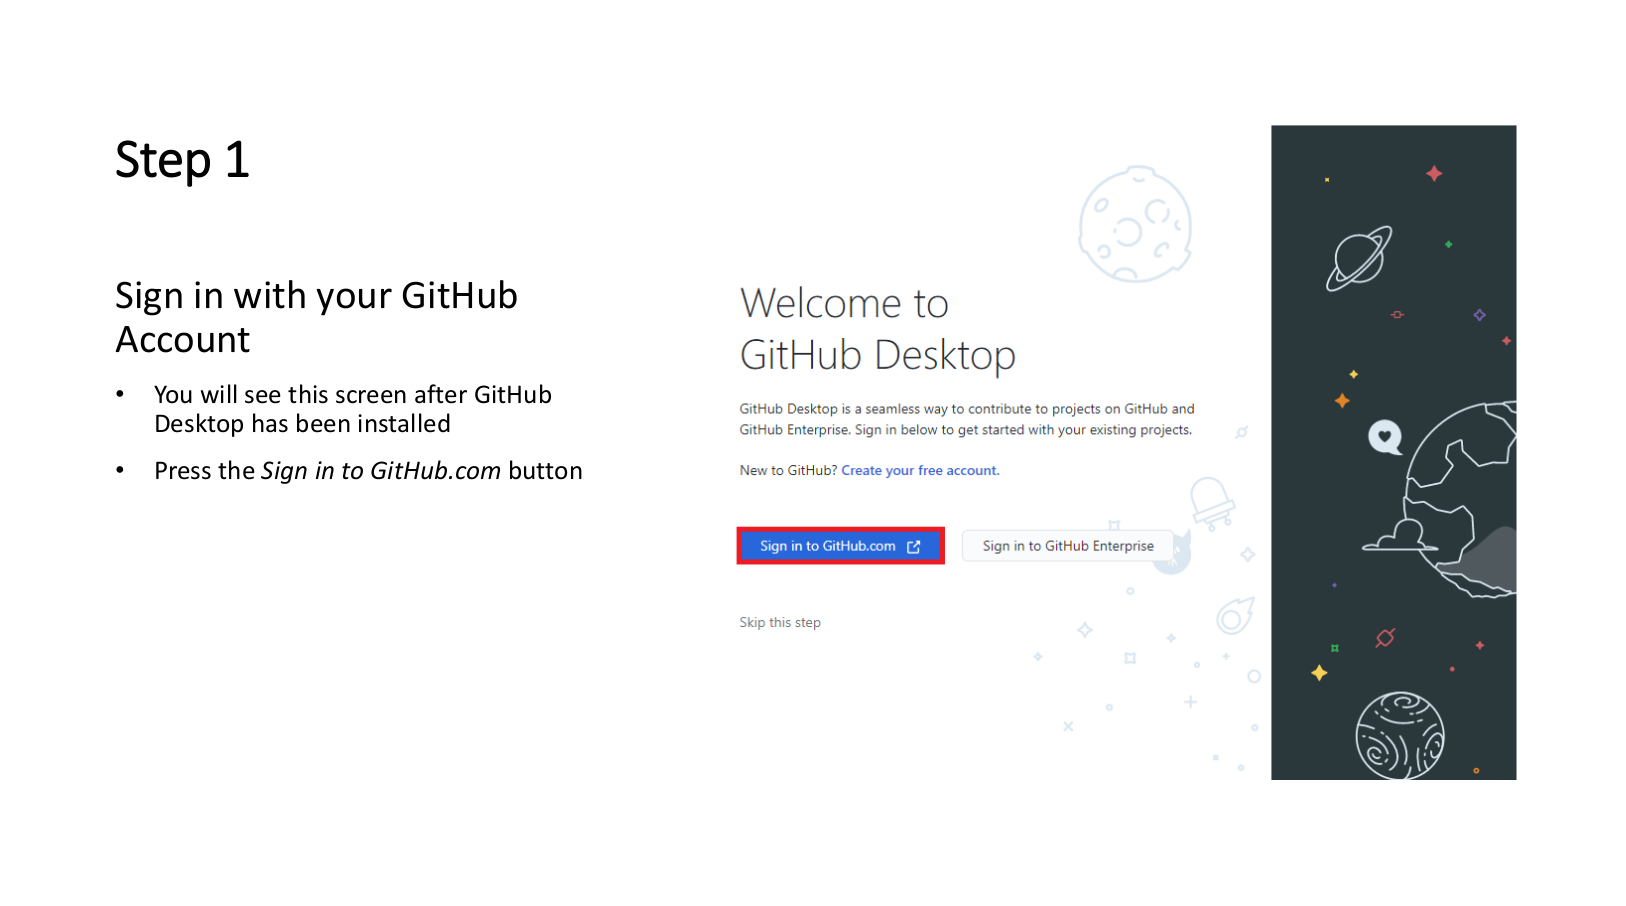 Step 1
Sign in with your GitHub
Account
• You will see this screen after GitHub
Desktop has been installed
• Press the Sign in to GitHub.com button
Welcome to
GitHub Desktop
GitHub Desktop is a seamless way to contribute to projects on GitHub and
GitHub Enterprise. Sign in below to get started with your existing projects.
New to GitHub? Create your free account.
Sign in to GitHub.com
Sign in to GitHub Enterprise
Skip this step